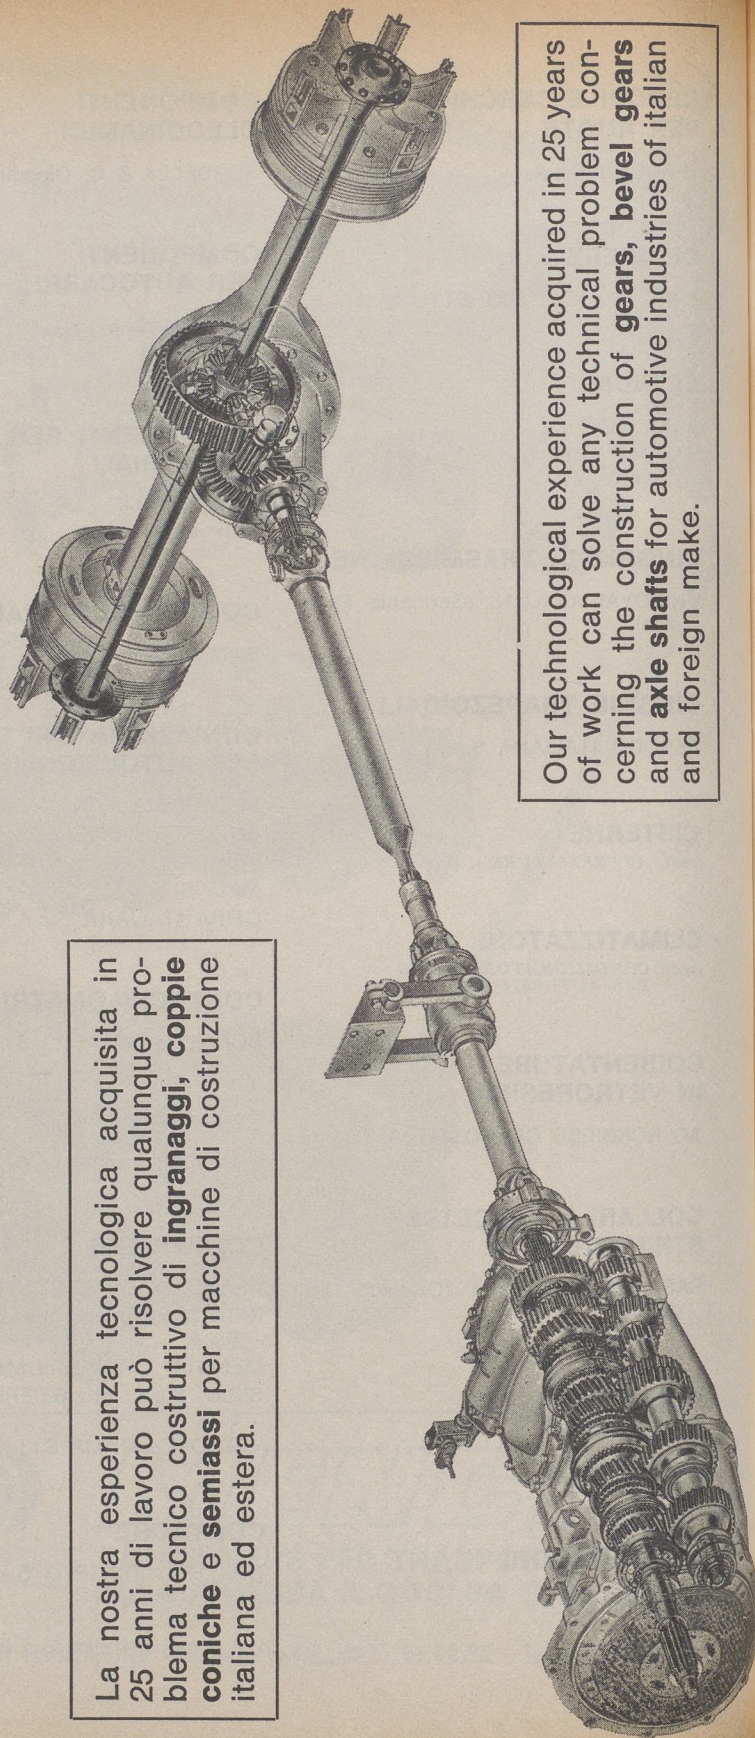 Our technological experience acquired in 25 years
of work can solve any technical problem con-
cerning the construction of gears, bevel gears
and axle shafts for automotive industries of italian
and foreign make.
La nostra esperienza tecnologica acquisita in
25 anni di lavoro può risolvere qualunque pro-
blema tecnico costruttivo di ingranaggi, coppie
coniche e semiassi per macchine di costruzione
italiana ed estera.